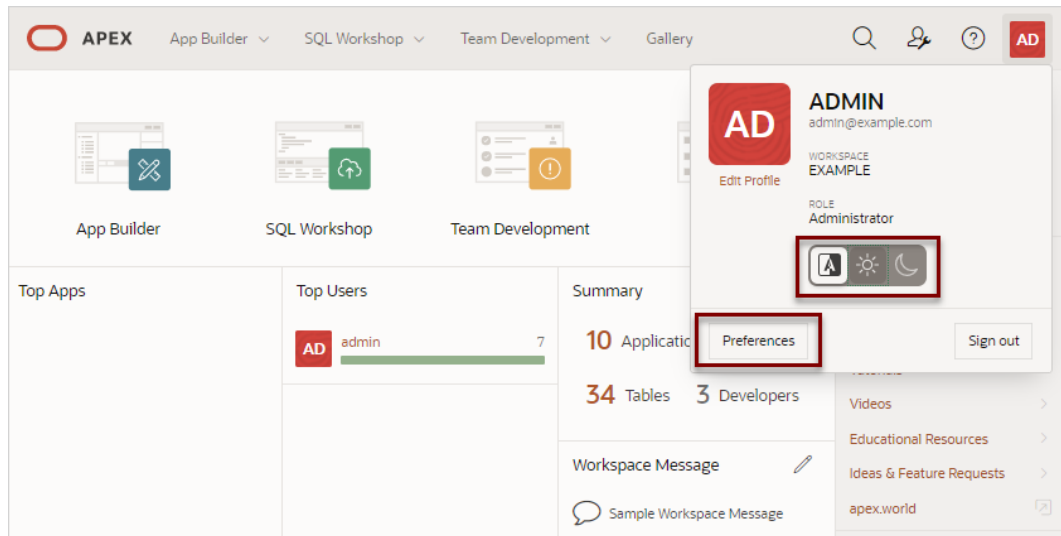 APEX App Builder SQL Workshop Team Development Gallery AD
AD
ADMIN
admin@example.com
Edit Profile
WORKSPACE
EXAMPLE
ROLE
Administrator
A
Preferences Sign out
App Builder SQL Workshop Team Development
Top Apps
Top Users
AD admin 7
Summary
10
34 Tables 3 Developers
Workspace Message
Sample Workspace Message
Videos
Educational Resources
Ideas & Feature Requests
apex.world